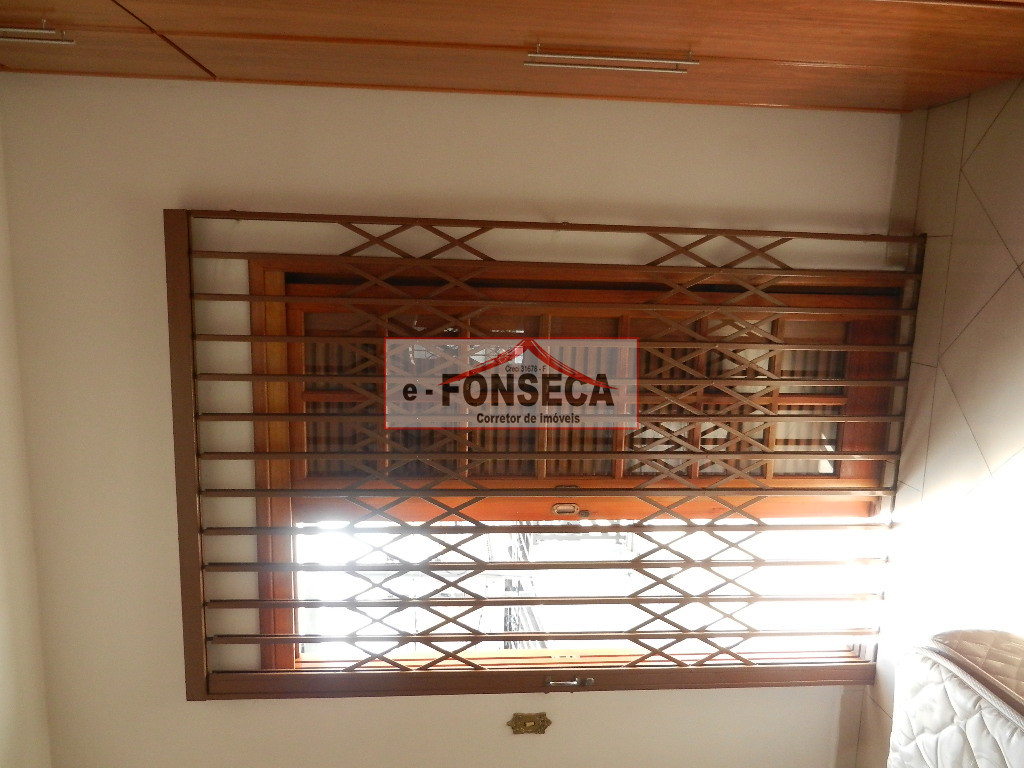 Creci 31678 - F
e - FONSECA
Corretor de imóveis